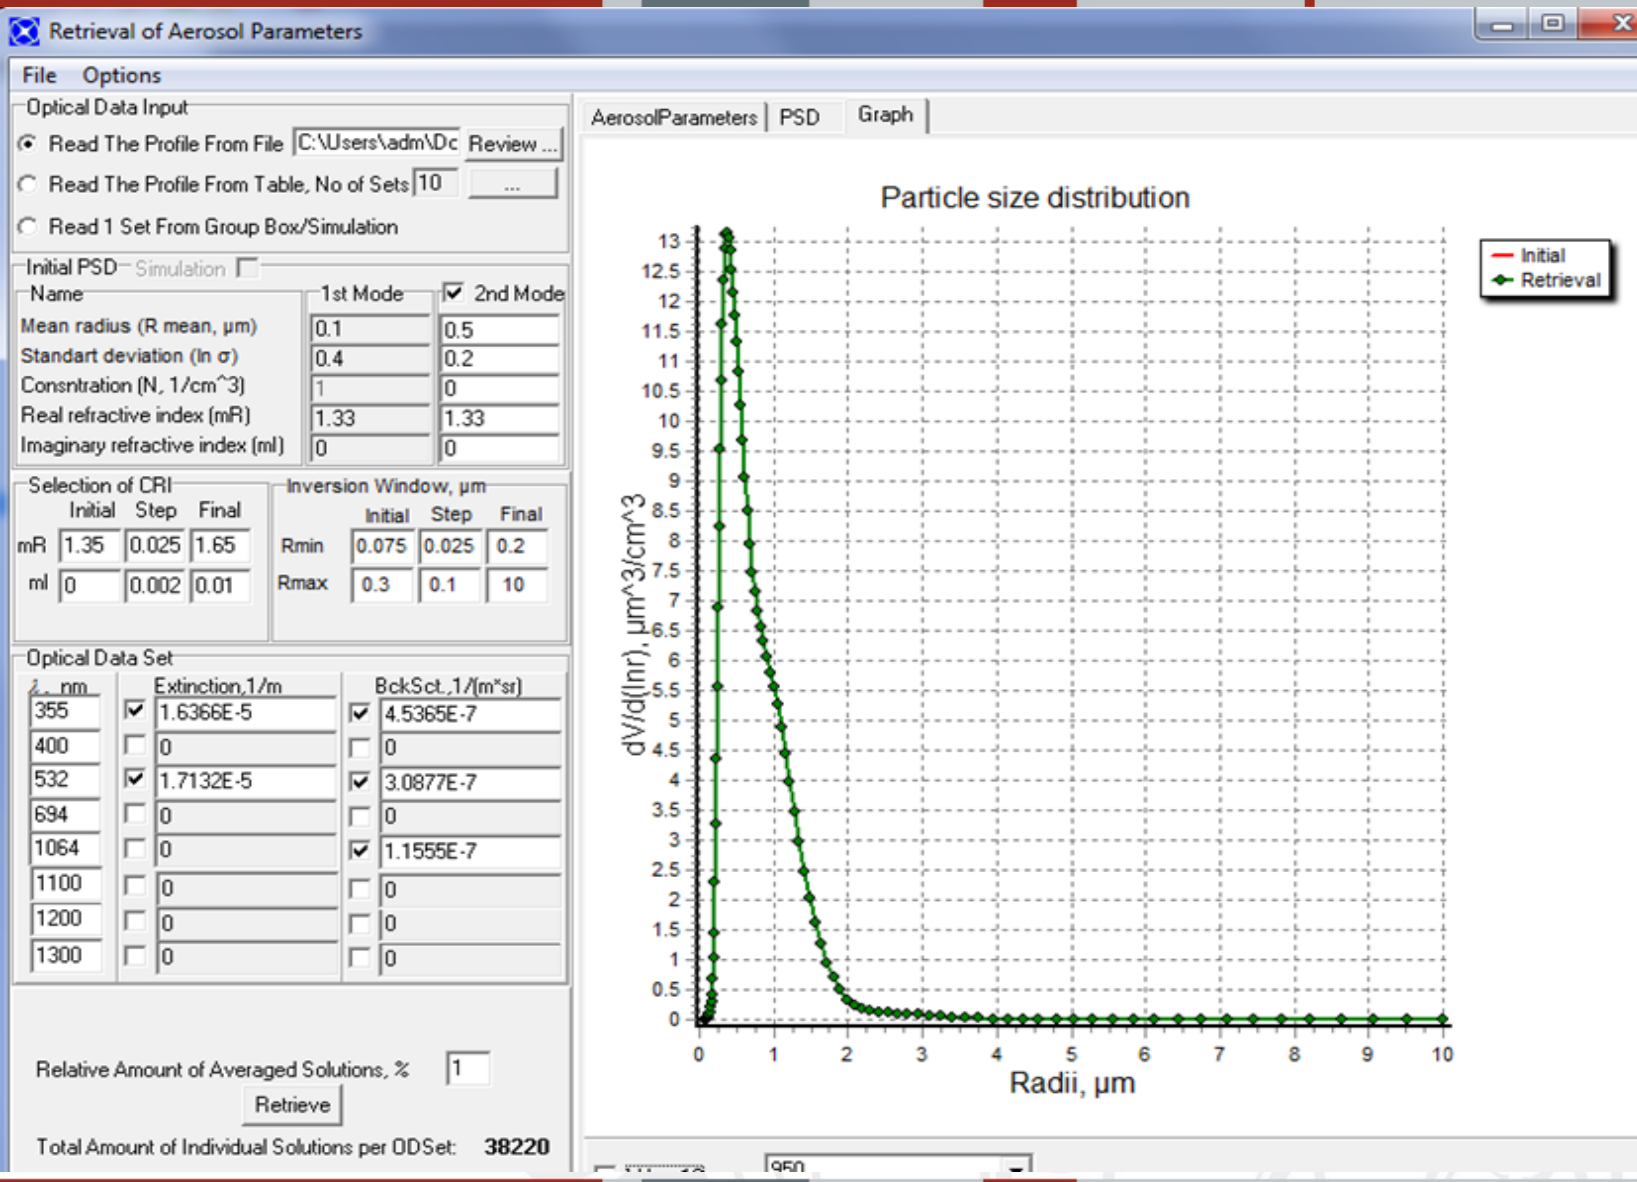 Retrieval of Aerosol Parameters
File Options
Optical Data Input
Read The Profile From File C:\Users\adm\Dc Review ...
Read The Profile From Table, No of Sets 10 ...
Read 1 Set From Group Box/Simulation
Initial PSD Simulation
Name 1st Mode 2nd Mode
Mean radius (R mean, µm) 0.1 0.5
Standart deviation (ln σ) 0.4 0.2
Consntration (N, 1/cm^3) 1 0
Real refractive index (mR) 1.33 1.33
Imaginary refractive index (mI) 0 0
Selection of CRI
Initial Step Final
mR 1.35 0.025 1.65
mI 0 0.002 0.01
Inversion Window, µm
Initial Step Final
Rmin 0.075 0.025 0.2
Rmax 0.3 0.1 10
Optical Data Set
λ, nm Extinction,1/m BckSct.,1/(m*sr)
355 1.6366E-5 4.5365E-7
400 0 0
532 1.7132E-5 3.0877E-7
694 0 0
1064 0 1.1555E-7
1100 0 0
1200 0 0
1300 0 0
Relative Amount of Averaged Solutions, % 1
Retrieve
Total Amount of Individual Solutions per ODSet: 38220
AerosolParameters PSD Graph
Particle size distribution
Initial
Retrieval
dV/d(lnr), µm^3/cm^3
13
12.5
12
11.5
11
10.5
10
9.5
9
8.5
8
7.5
7
6.5
6
5.5
5
4.5
4
3.5
3
2.5
2
1.5
1
0.5
0
0 1 2 3 4 5 6 7 8 9 10
Radii, µm
950